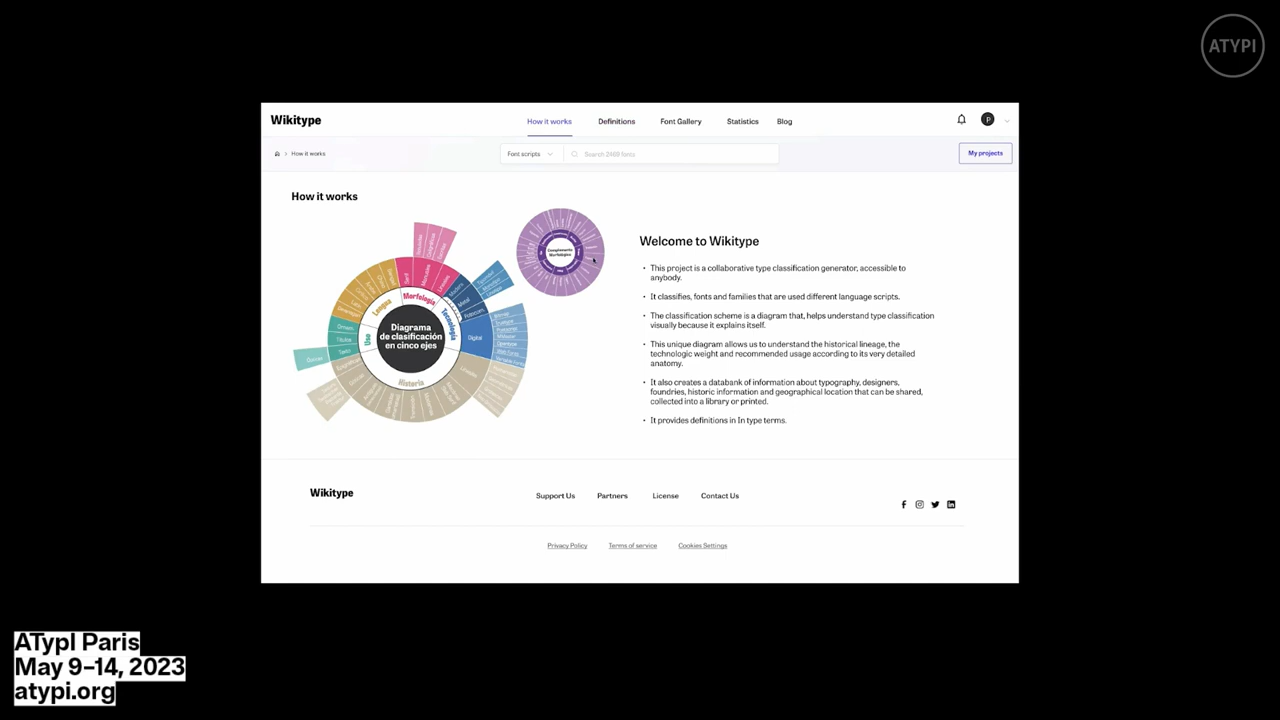 ATYPI
Wikitype
How it works
Definitions
Font Gallery
Statistics
Blog
P
How it works
Font scripts
Search 2469 fonts
My projects
How it works
Diagrama
de clasificación
en cinco ejes
Lengua
Morfología
Tecnología
Historia
Uso
Digital
Complemento
Morfológico
Welcome to Wikitype
• This project is a collaborative type classification generator, accessible to
anybody.
• It classifies, fonts and families that are used different language scripts.
• The classification scheme is a diagram that, helps understand type classification
visually because it explains itself.
• This unique diagram allows us to understand the historical lineage, the
technologic weight and recommended usage according to its very detailed
anatomy.
• It also creates a databank of information about typography, designers,
foundries, historic information and geographical location that can be shared,
collected into a library or printed.
• It provides definitions in In type terms.
Wikitype
Support Us
Partners
License
Contact Us
Privacy Policy
Terms of service
Cookies Settings
ATypI Paris
May 9–14, 2023
atypi.org